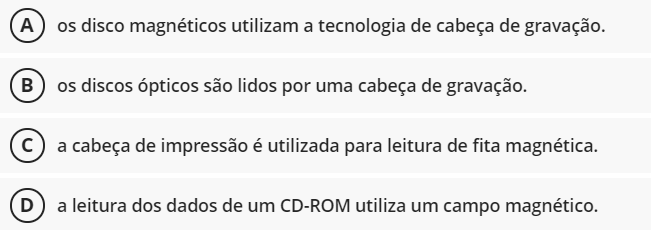 A os disco magnéticos utilizam a tecnologia de cabeça de gravação.
B os discos ópticos são lidos por uma cabeça de gravação.
C a cabeça de impressão é utilizada para leitura de fita magnética.
D a leitura dos dados de um CD-ROM utiliza um campo magnético.